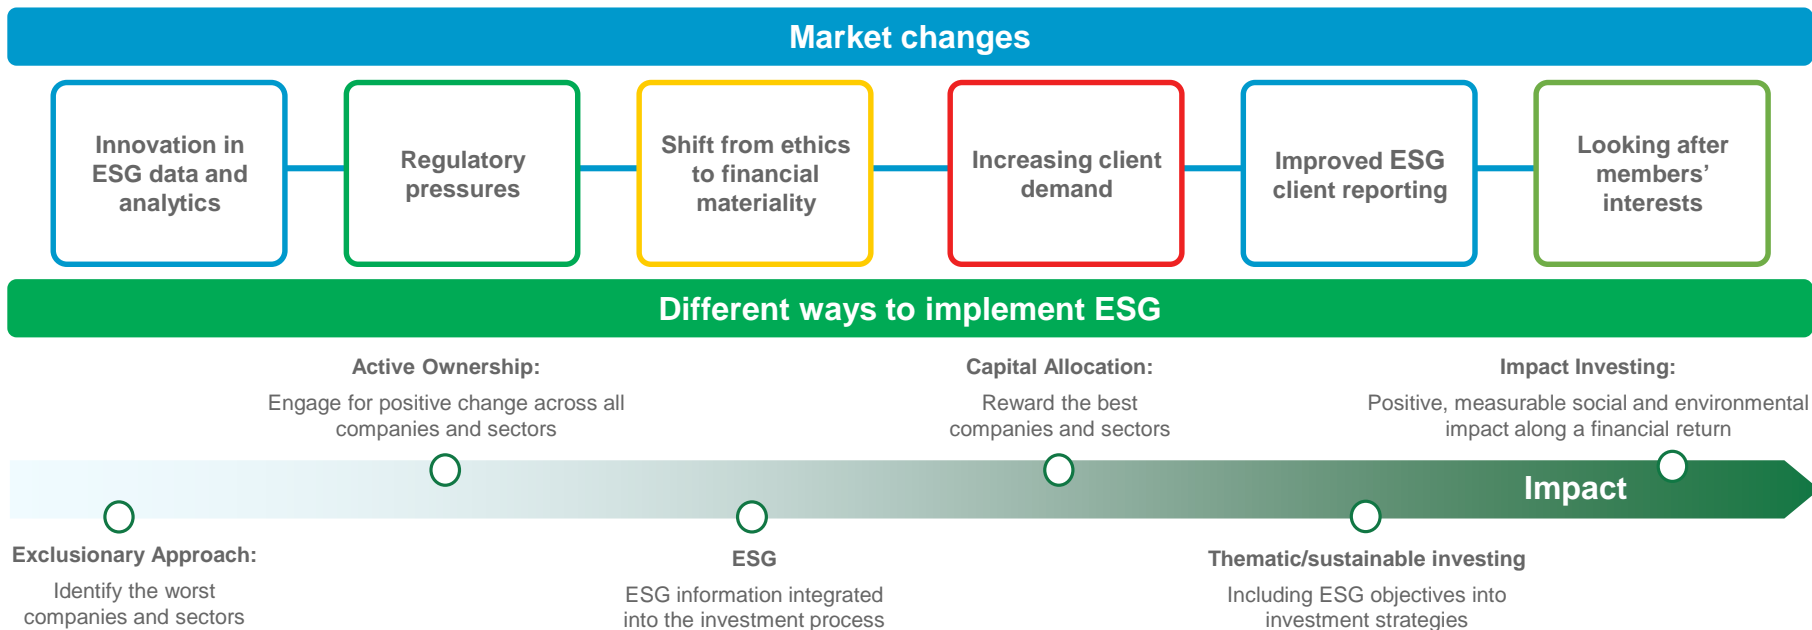 Market changes
Innovation in
ESG data and
analytics
Regulatory
pressures
Shift from ethics
to financial
materiality
Increasing client
demand
Improved ESG
client reporting
Looking after
members’
interests
Different ways to implement ESG
Active Ownership:
Engage for positive change across all
companies and sectors
Capital Allocation:
Reward the best
companies and sectors
Impact Investing:
Positive, measurable social and environmental
impact along a financial return
Impact
Exclusionary Approach:
Identify the worst
companies and sectors
ESG
ESG information integrated
into the investment process
Thematic/sustainable investing
Including ESG objectives into
investment strategies